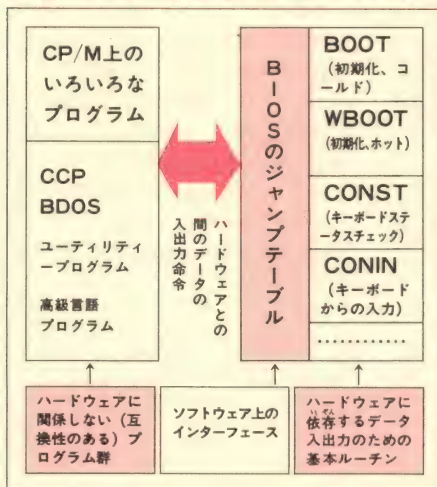 CP/M上の
いろいろな
プログラム
CCP
BDOS
ユーティリティ
ープログラム
高級言語
プログラム
ハードウェアとの
間のデータの
入出力命令
BIOSのジャンプテーブル
BOOT
(初期化、コ
ールド)
WBOOT
(初期化、ホット)
CONST
(キーボードステ
ータスチェック)
CONIN
(キーボード
からの入力)
…………
ハードウェアに
関係しない(互
換性のある)プ
ログラム群
ソフトウェア上の
インターフェース
ハードウェアに
いぞん
依存するデータ
入出力のための
基本ルーチン